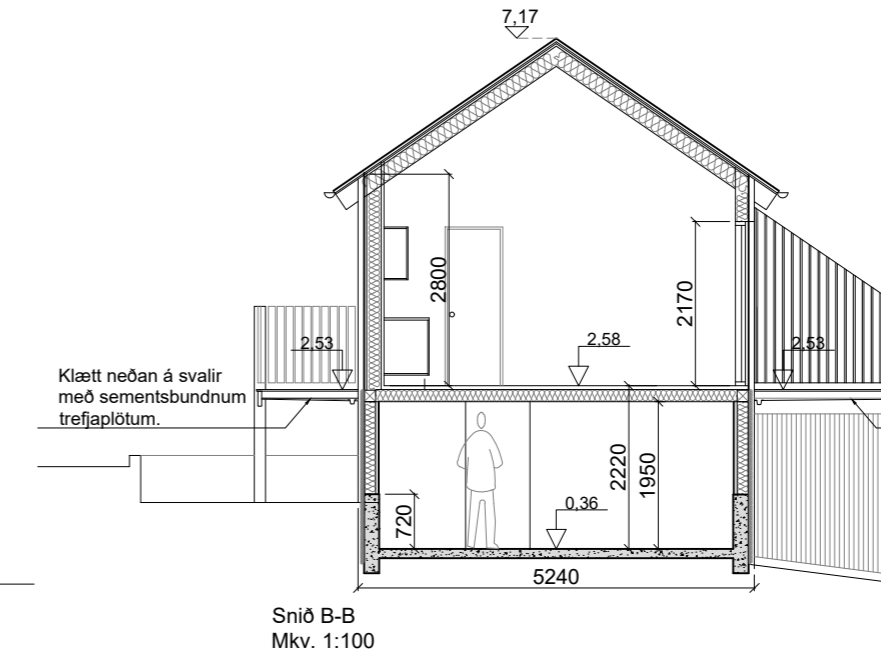 7,17
2800
2170
2,53
2,58
2,53
Klætt neðan á svalir
með sementsbundnum
trefjaplötum.
2220
1950
720
0,36
5240
Snið B-B
Mkv. 1:100